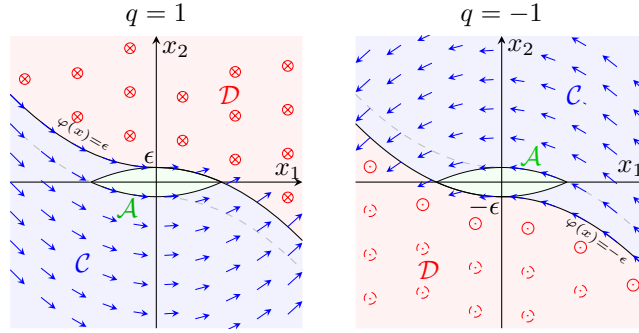 q = 1
x₂
𝒟
φ(x)=ϵ
ϵ
x₁
𝒜
𝒞
q = −1
x₂
𝒞
𝒜
x₁
−ϵ
φ(x)=−ϵ
𝒟